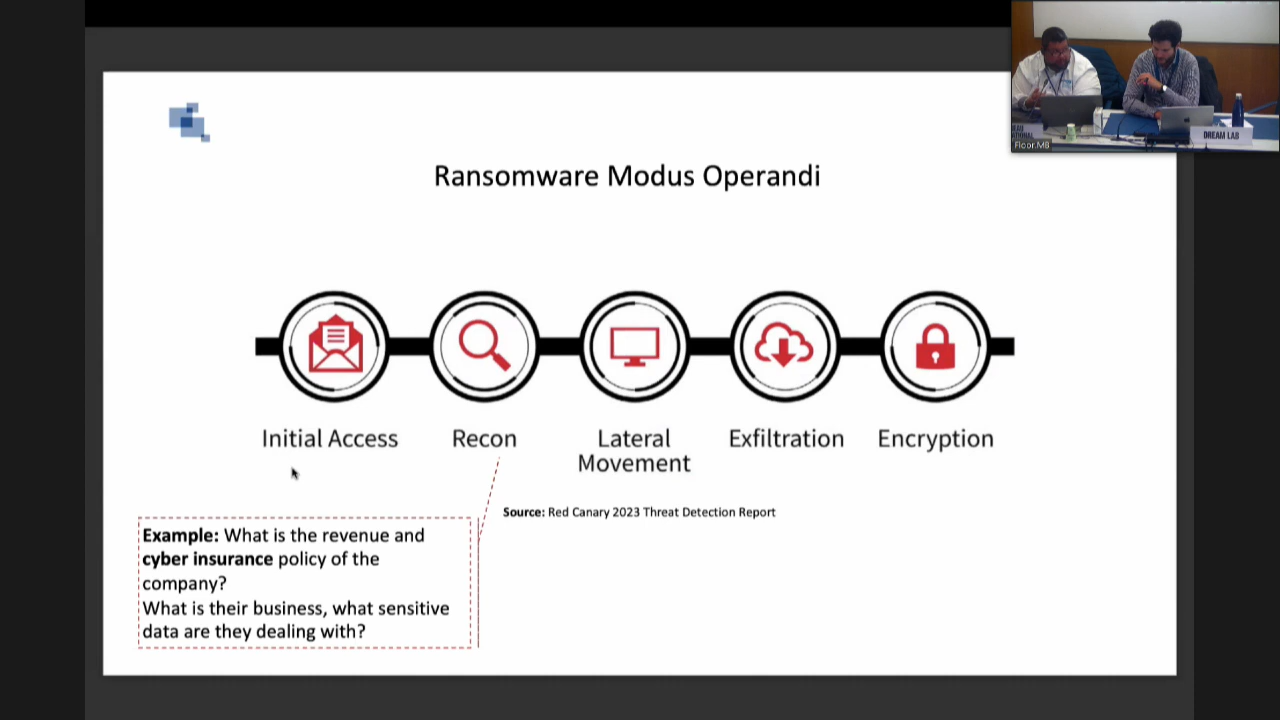 Ransomware Modus Operandi
Initial Access
Recon
Lateral
Movement
Exfiltration
Encryption
Source: Red Canary 2023 Threat Detection Report
Example: What is the revenue and
cyber insurance policy of the
company?
What is their business, what sensitive
data are they dealing with?
DREAM LAB
Floor.MB